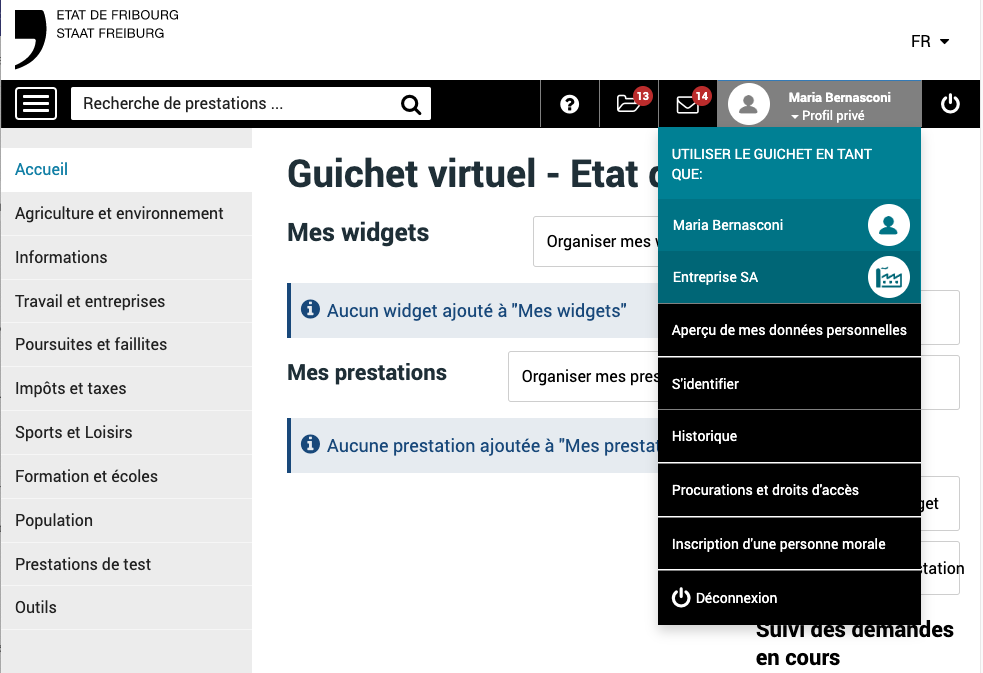 ETAT DE FRIBOURG
STAAT FREIBURG
FR
Recherche de prestations ...
?
13
14
Maria Bernasconi
Profil privé
Accueil
Agriculture et environnement
Informations
Travail et entreprises
Poursuites et faillites
Impôts et taxes
Sports et Loisirs
Formation et écoles
Population
Prestations de test
Outils
Guichet virtuel - Etat
Mes widgets
Organiser mes
Aucun widget ajouté à "Mes widgets"
Mes prestations
Organiser mes pres
Aucune prestation ajoutée à "Mes presta
UTILISER LE GUICHET EN TANT
QUE:
Maria Bernasconi
Entreprise SA
Aperçu de mes données personnelles
S'identifier
Historique
Procurations et droits d'accès
Inscription d'une personne morale
Déconnexion
get
tation
Suivi des demandes
en cours